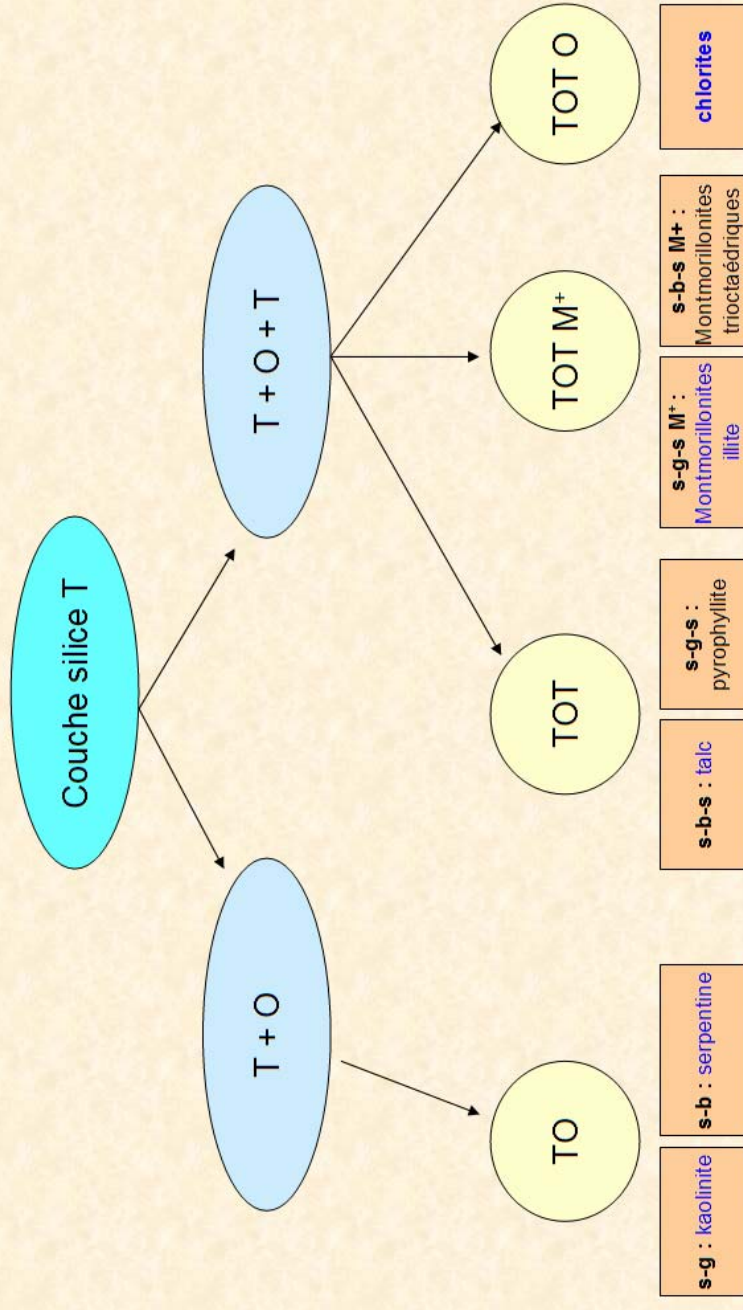 Couche silice T
T + O
T + O + T
TO
TOT
TOT M⁺
TOT O
s-g : kaolinite
s-b : serpentine
s-b-s : talc
s-g-s :
pyrophyllite
s-g-s M⁺ :
Montmorillonites
illite
s-b-s M+ :
Montmorillonites
trioctaédriques
chlorites